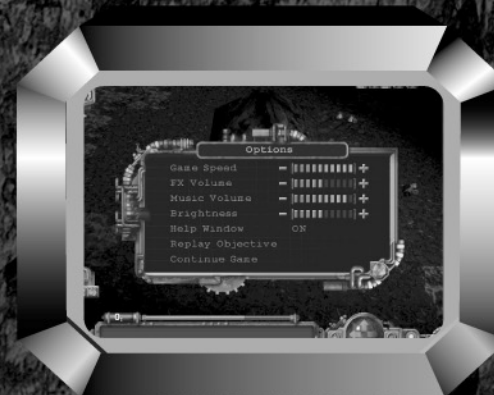 Options
Game Speed
FX Volume
Music Volume
Brightness
Help Window ON
Replay Objective
Continue Game